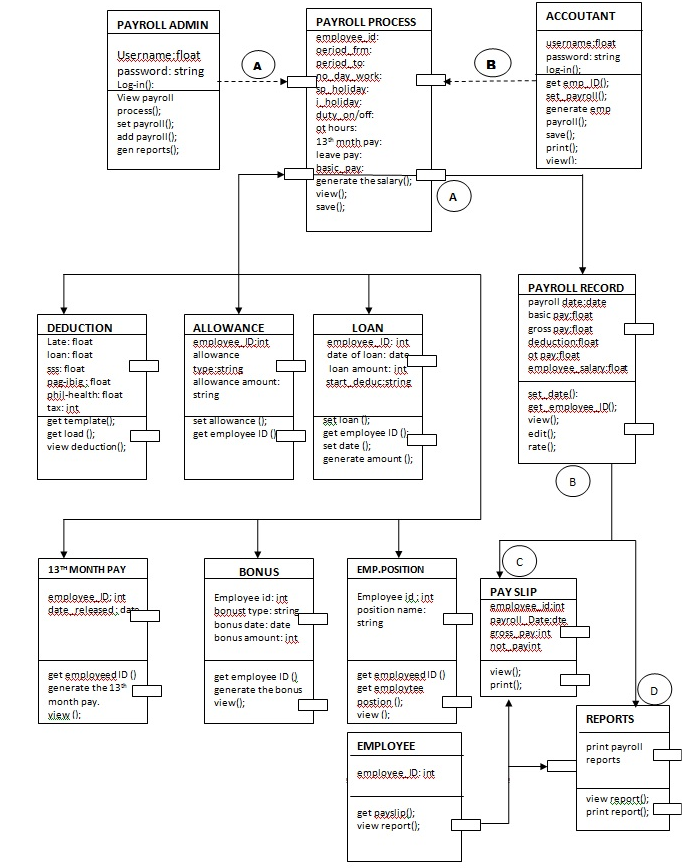 PAYROLL ADMIN
Username:float
password: string
Log-in():
View payroll
process();
set payroll();
add payroll();
gen reports();
A
PAYROLL PROCESS
employee_id:
period_frm:
period_to:
no_day_work:
sp_holiday:
i_holiday:
duty_on/off:
ot hours:
13th mnth pay:
leave pay:
basic_pay:
generate the salary();
view();
save();
B
ACCOUTANT
username:float
password: string
log-in():
get emp_ID();
set_payroll();
generate emp
payroll();
save();
print();
view():
A
DEDUCTION
Late: float
loan: float
sss: float
pag-ibig: float
phil-health: float
tax: int
get template();
get load ();
view deduction();
ALLOWANCE
employee_ID:int
allowance
type:string
allowance amount:
string
set allowance ();
get employee ID ()
LOAN
employee_ID: int
date of loan: date
loan amount: int
start_deduc:string
set loan ();
get employee ID ();
set date ();
generate amount ();
PAYROLL RECORD
payroll date:date
basic pay:float
gross pay:float
deduction:float
ot pay:float
employee_salary:float
set_date():
get_employee_ID();
view();
edit();
rate();
B
13TH MONTH PAY
employee_ID: int
date_released : date
get employeed ID ()
generate the 13th
month pay.
view ();
BONUS
Employee id: int
bonust type: string
bonus date: date
bonus amount: int
get employee ID ()
generate the bonus
view();
EMP.POSITION
Employee id : int
position name:
string
get employeed ID ()
get employtee
postion ();
view ();
C
PAY SLIP
employee_id:int
payroll_Date:dte
gross_pay:int
not_payint
view();
print();
D
REPORTS
print payroll
reports
view report();
print report();
EMPLOYEE
employee_ID: int
get payslip();
view report();